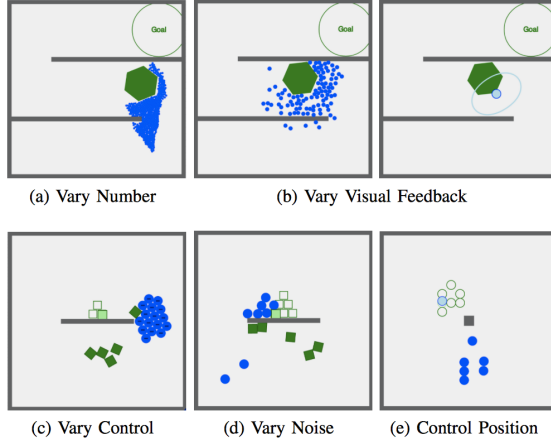 Goal
Goal
Goal
(a) Vary Number
(b) Vary Visual Feedback
(c) Vary Control
(d) Vary Noise
(e) Control Position